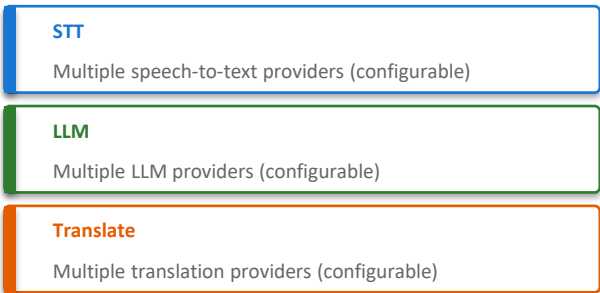 STT
Multiple speech-to-text providers (configurable)
LLM
Multiple LLM providers (configurable)
Translate
Multiple translation providers (configurable)